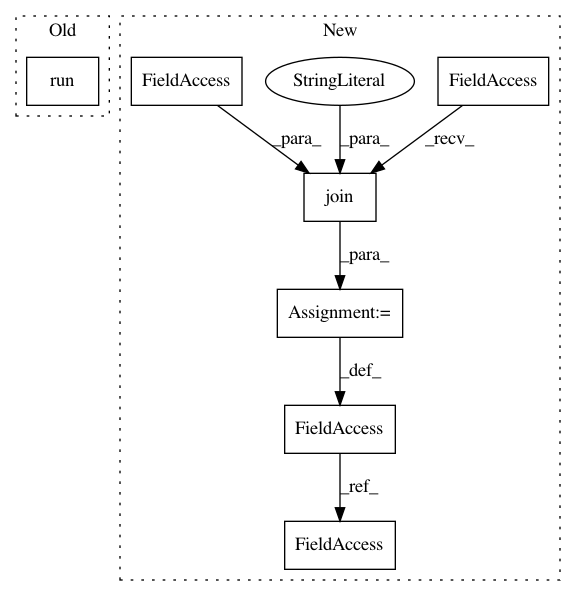 Old
New
run
FieldAccess
StringLiteral
FieldAccess
_para_
_para_
_recv_
join
_para_
Assignment:=
_def_
FieldAccess
_ref_
FieldAccess